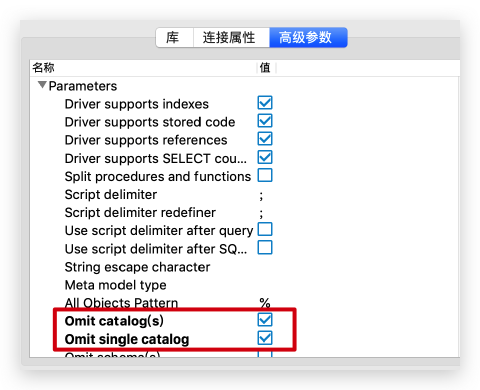 库 连接属性 高级参数
名称 值
Parameters
Driver supports indexes
Driver supports stored code
Driver supports references
Driver supports SELECT cou...
Split procedures and functions
Script delimiter ;
Script delimiter redefiner ;
Use script delimiter after query
Use script delimiter after SQ...
String escape character
Meta model type
All Objects Pattern %
Omit catalog(s)
Omit single catalog
Omit schema(s)